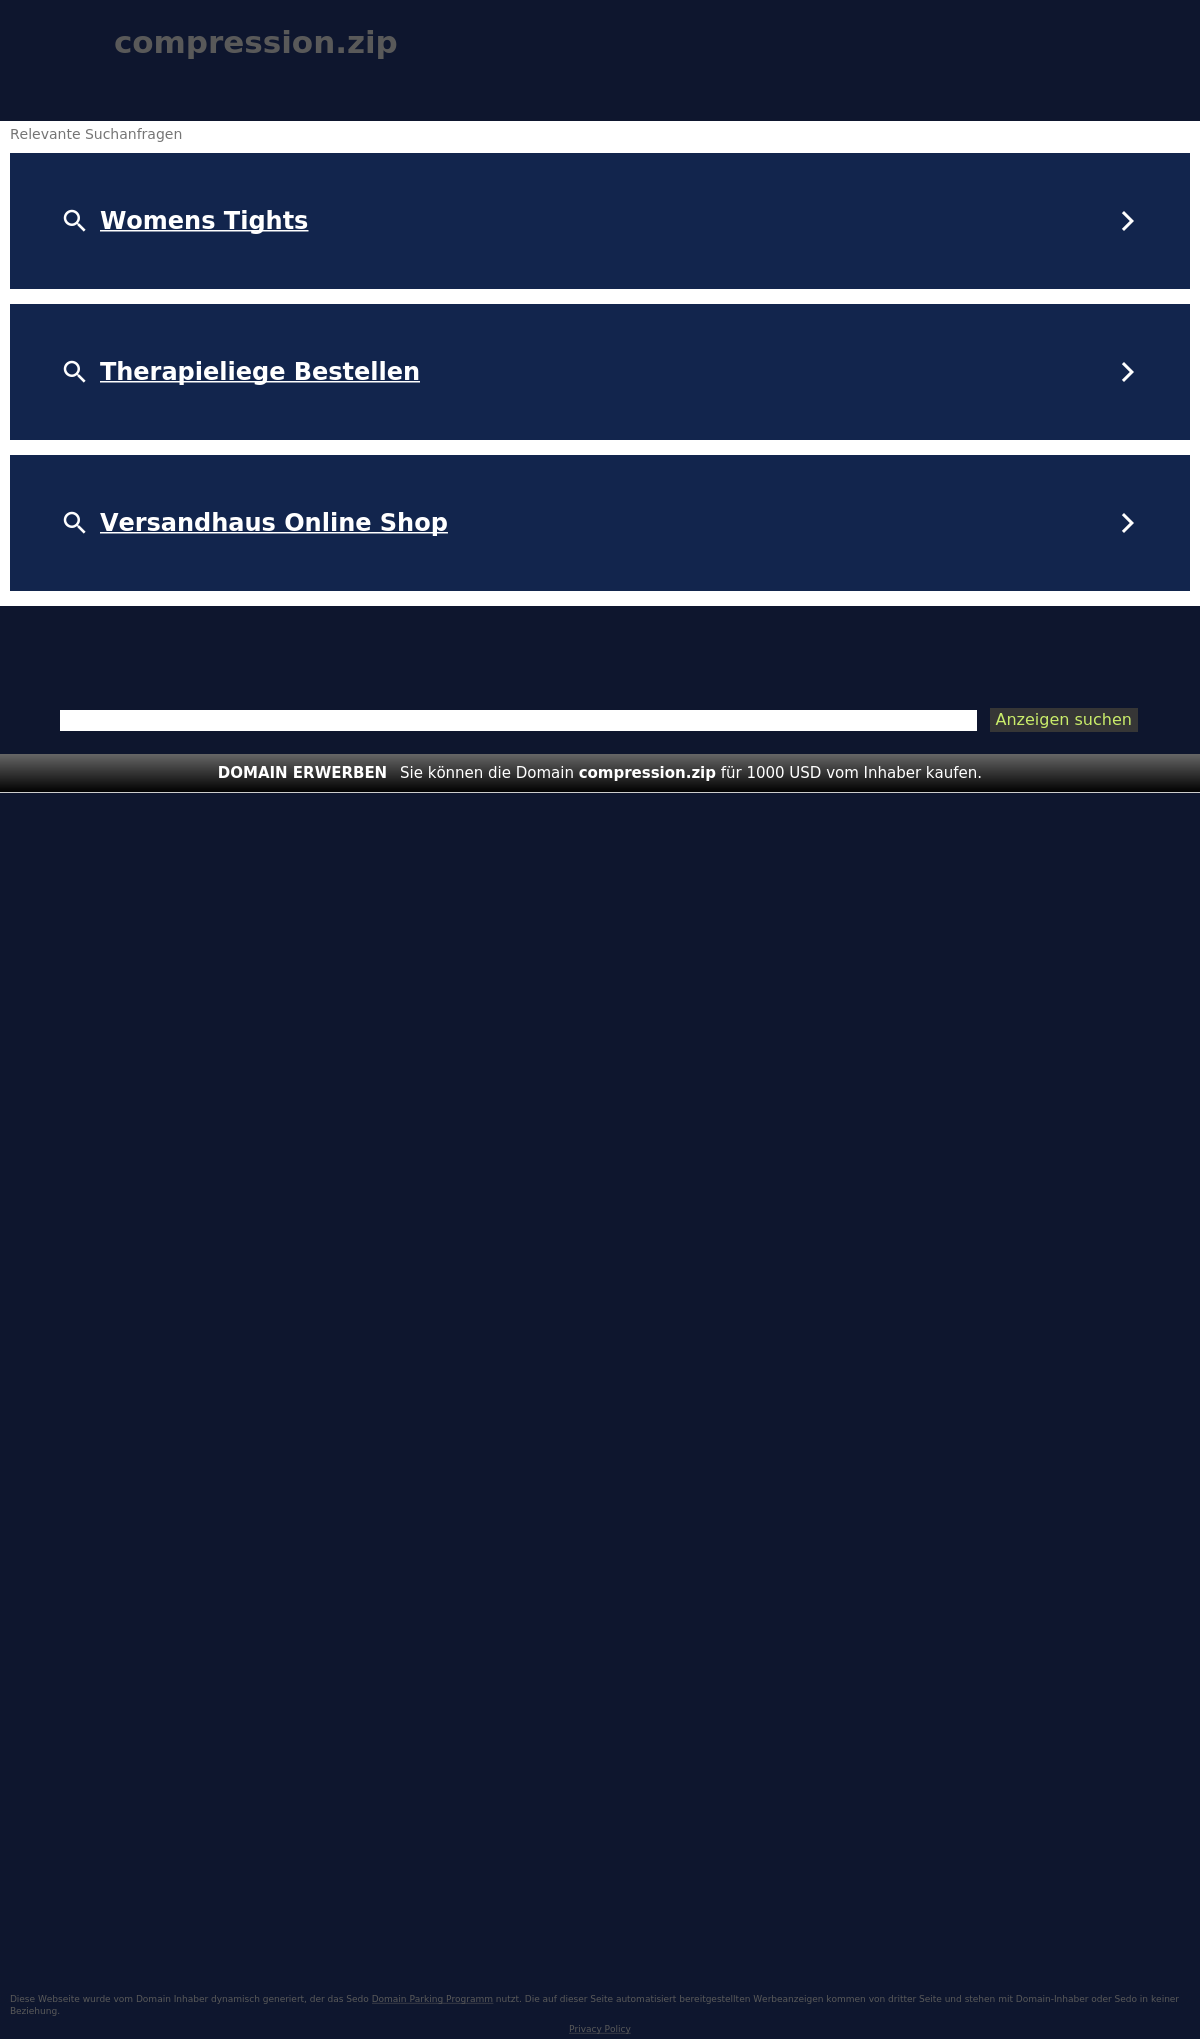 compression.zip
Relevante Suchanfragen
Womens Tights
Therapieliege Bestellen
Versandhaus Online Shop
Anzeigen suchen
DOMAIN ERWERBEN Sie können die Domain compression.zip für 1000 USD vom Inhaber kaufen.
Diese Webseite wurde vom Domain Inhaber dynamisch generiert, der das Sedo Domain Parking Programm nutzt. Die auf dieser Seite automatisiert bereitgestellten Werbeanzeigen kommen von dritter Seite und stehen mit Domain-Inhaber oder Sedo in keiner
Beziehung.
Privacy Policy